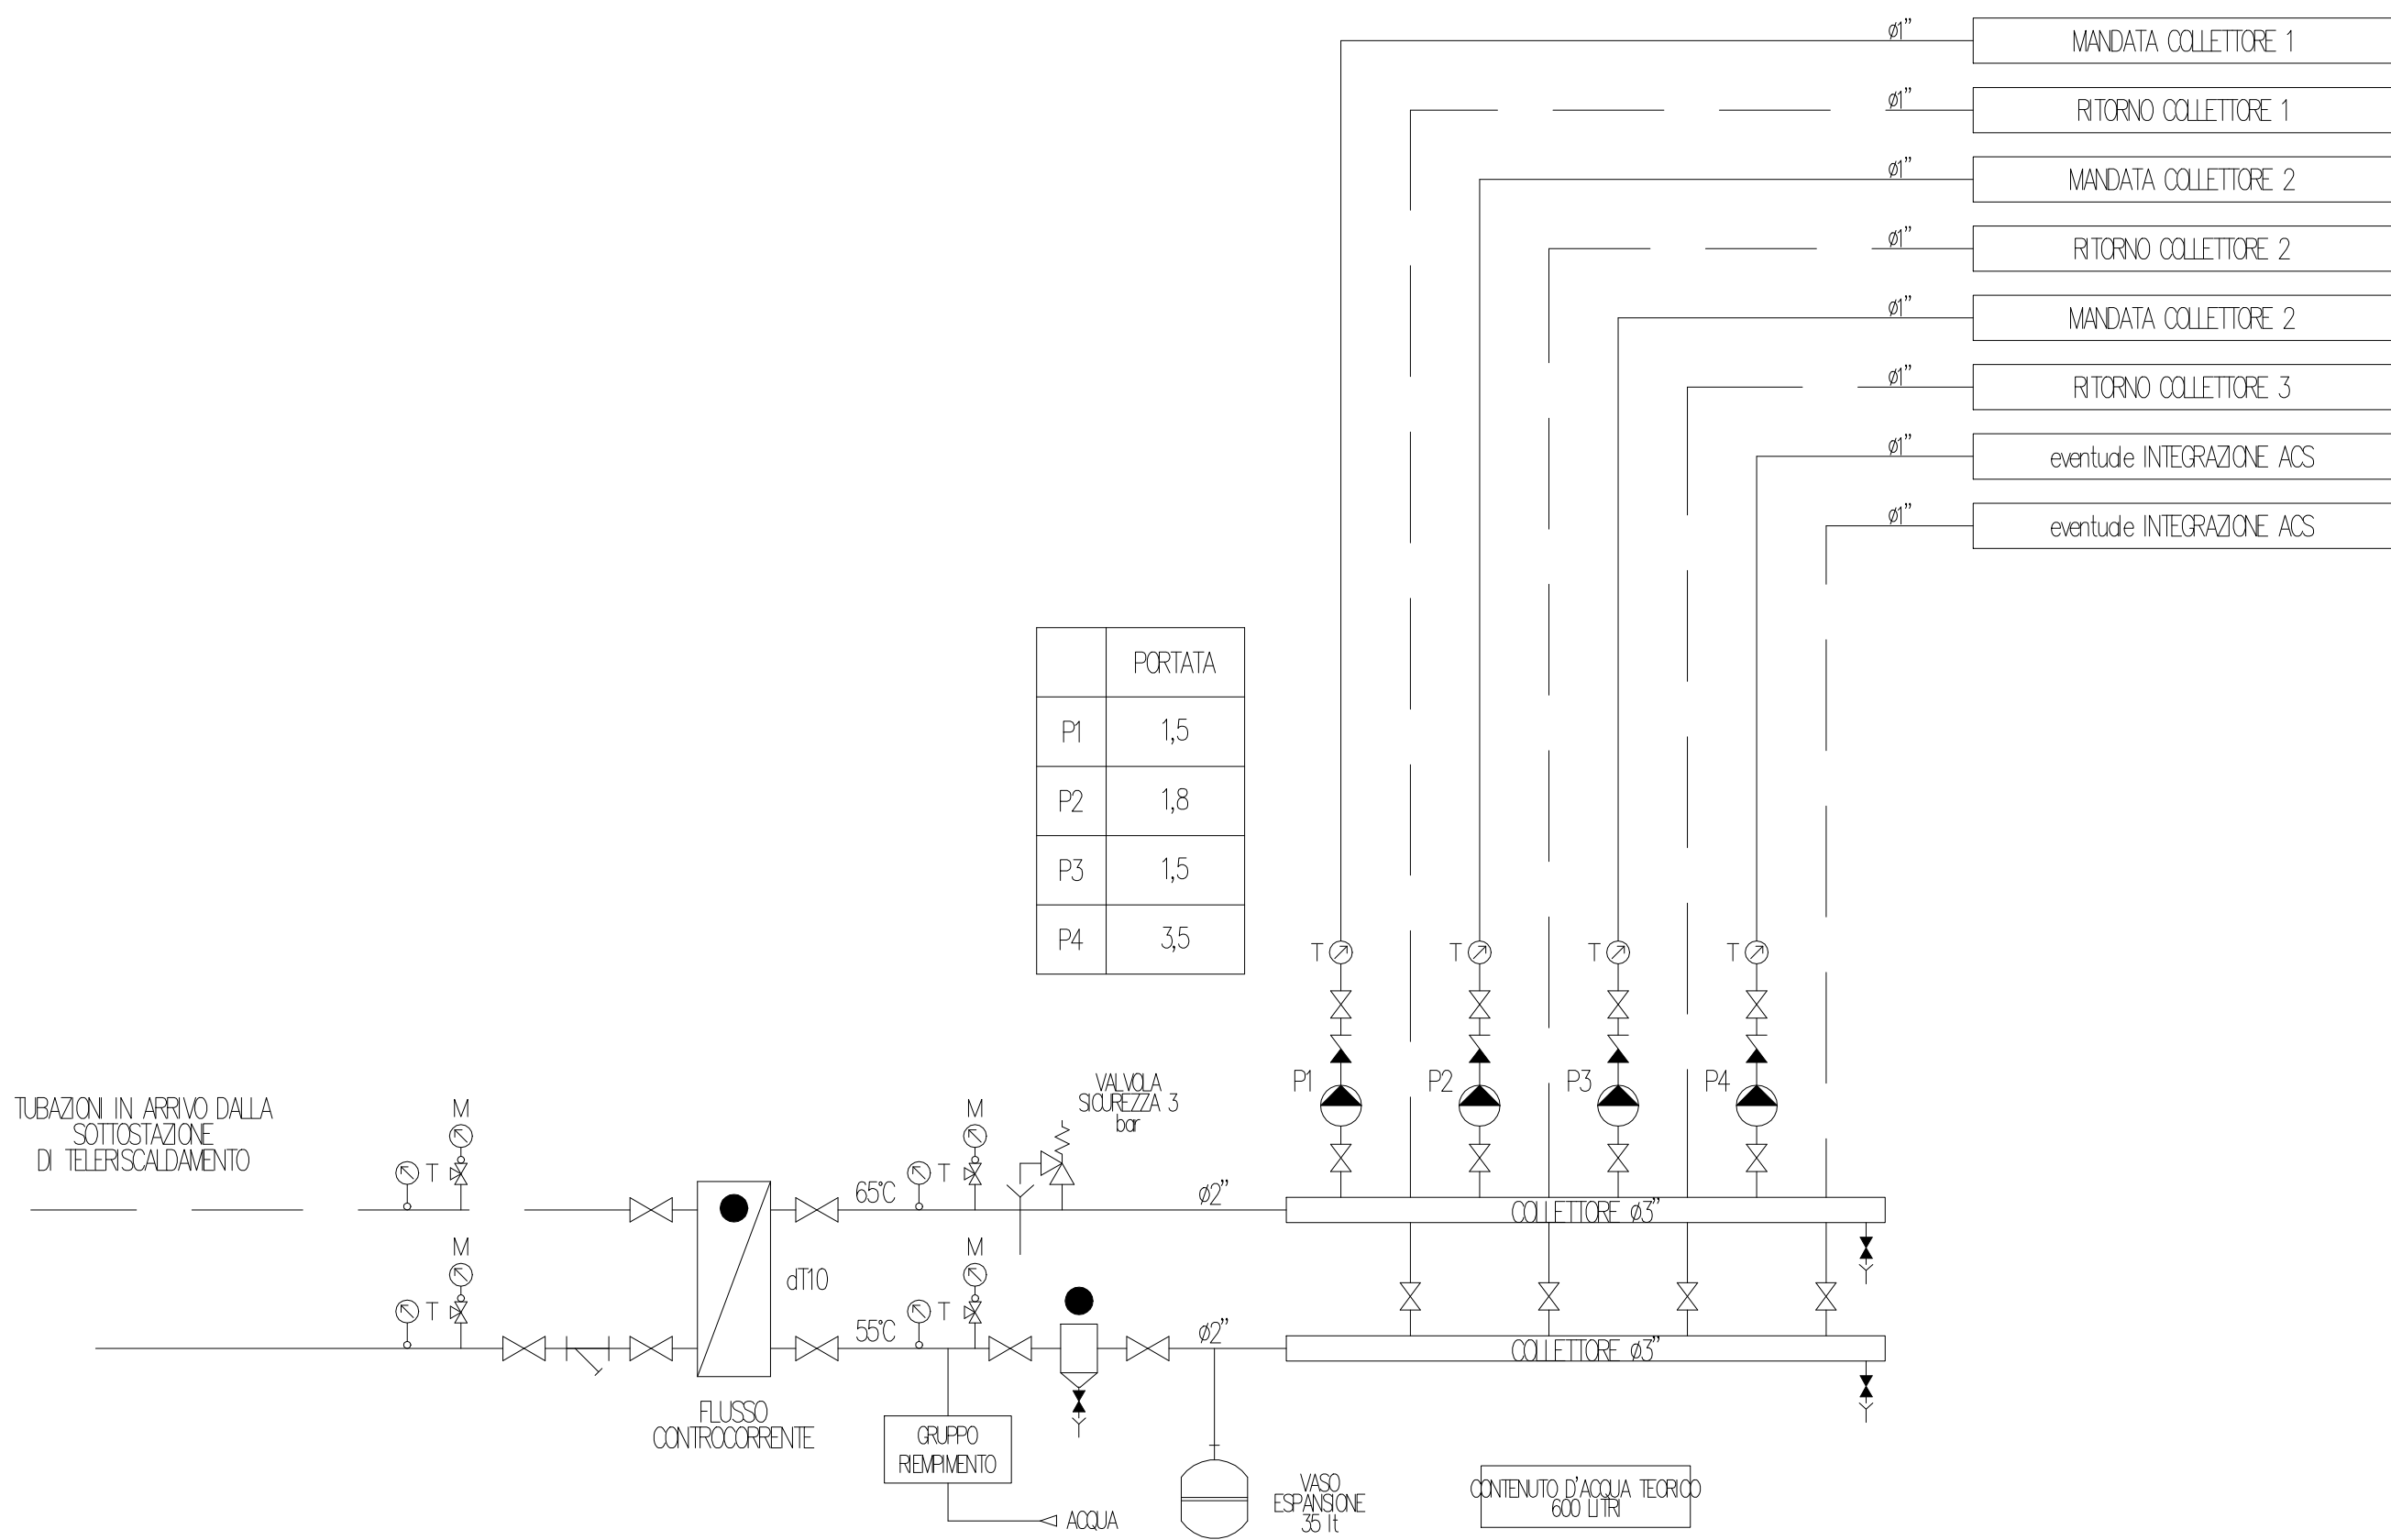 ø1”
MANDATA COLLETTORE 1
ø1”
RITORNO COLLETTORE 1
ø1”
MANDATA COLLETTORE 2
ø1”
RITORNO COLLETTORE 2
ø1”
MANDATA COLLETTORE 2
ø1”
RITORNO COLLETTORE 3
ø1”
eventuale INTEGRAZIONE ACS
ø1”
eventuale INTEGRAZIONE ACS
PORTATA
P1 1,5
P2 1,8
P3 1,5
P4 3,5
T T T T
P1 P2 P3 P4
TUBAZIONI IN ARRIVO DALLA
SOTTOSTAZIONE
DI TELERISCALDAMENTO
M
T
M
T
VALVOLA
SICUREZZA 3
bar
65°C
ø2”
COLLETTORE ø3”
M
T
dT10
M
T
55°C
ø2”
COLLETTORE ø3”
FLUSSO
CONTROCORRENTE
GRUPPO
RIEMPIMENTO
ACQUA
VASO
ESPANSIONE
35 lt
CONTENUTO D'ACQUA TEORICO
600 LITRI